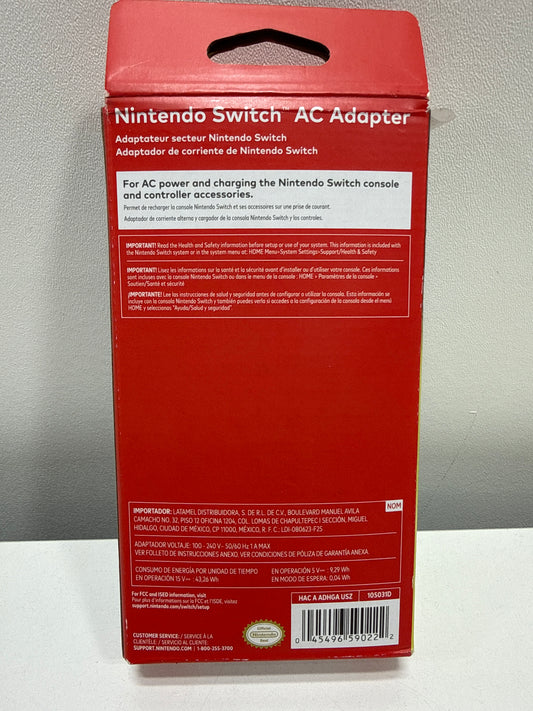 Nintendo Switch™ AC Adapter
Adaptateur secteur Nintendo Switch
Adaptador de corriente de Nintendo Switch
For AC power and charging the Nintendo Switch console
and controller accessories.
Permet de recharger la console Nintendo Switch et ses accessoires sur une prise de courant.
Adaptador de corriente alterna y cargador de la consola Nintendo Switch y los controles.
IMPORTANT! Read the Health and Safety information before setup or use of your system. This information is included with
the Nintendo Switch system or in the system menu at: HOME Menu>System Settings>Support/Health & Safety
IMPORTANT! Lisez les informations sur la santé et la sécurité avant d'installer ou d'utiliser votre console. Ces informations
sont incluses avec la console Nintendo Switch ou dans le menu de la console : HOME > Paramètres de la console >
Soutien/Santé et sécurité
¡IMPORTANTE! Lee las instrucciones de salud y seguridad antes de configurar o utilizar la consola. Esta información se
incluye con la consola Nintendo Switch y también puedes verla si accedes a la configuración de la consola desde el menú
HOME y seleccionas "Ayuda/Salud y seguridad".
IMPORTADOR: LATAMEL DISTRIBUIDORA, S. DE R.L. DE C.V., BOULEVARD MANUEL AVILA
CAMACHO NO. 32, PISO 12 OFICINA 1204, COL. LOMAS DE CHAPULTEPEC I SECCIÓN, MIGUEL
HIDALGO, CIUDAD DE MÉXICO, CP 11000, MÉXICO, R. F. C.: LDI-080623-F2S
NOM
ADAPTADOR VOLTAJE: 100 - 240 V~ 50/60 Hz 1 A MAX
VER FOLLETO DE INSTRUCCIONES ANEXO. VER CONDICIONES DE PÓLIZA DE GARANTÍA ANEXA.
CONSUMO DE ENERGÍA POR UNIDAD DE TIEMPO
EN OPERACIÓN 15 V⎓ : 43,26 Wh
EN OPERACIÓN 5 V⎓ : 9.29 Wh
EN MODO DE ESPERA: 0.04 Wh
For FCC and ISED information, visit
Pour plus d'informations sur la FCC et l'ISDE, visitez
support.nintendo.com/switch/setup
HAC A ADHGA USZ
105031D
CUSTOMER SERVICE / SERVICE À LA
CLIENTÈLE / SERVICIO AL CLIENTE:
SUPPORT.NINTENDO.COM | 1-800-255-3700
Official
Nintendo
Seal
0 45496 59022 2